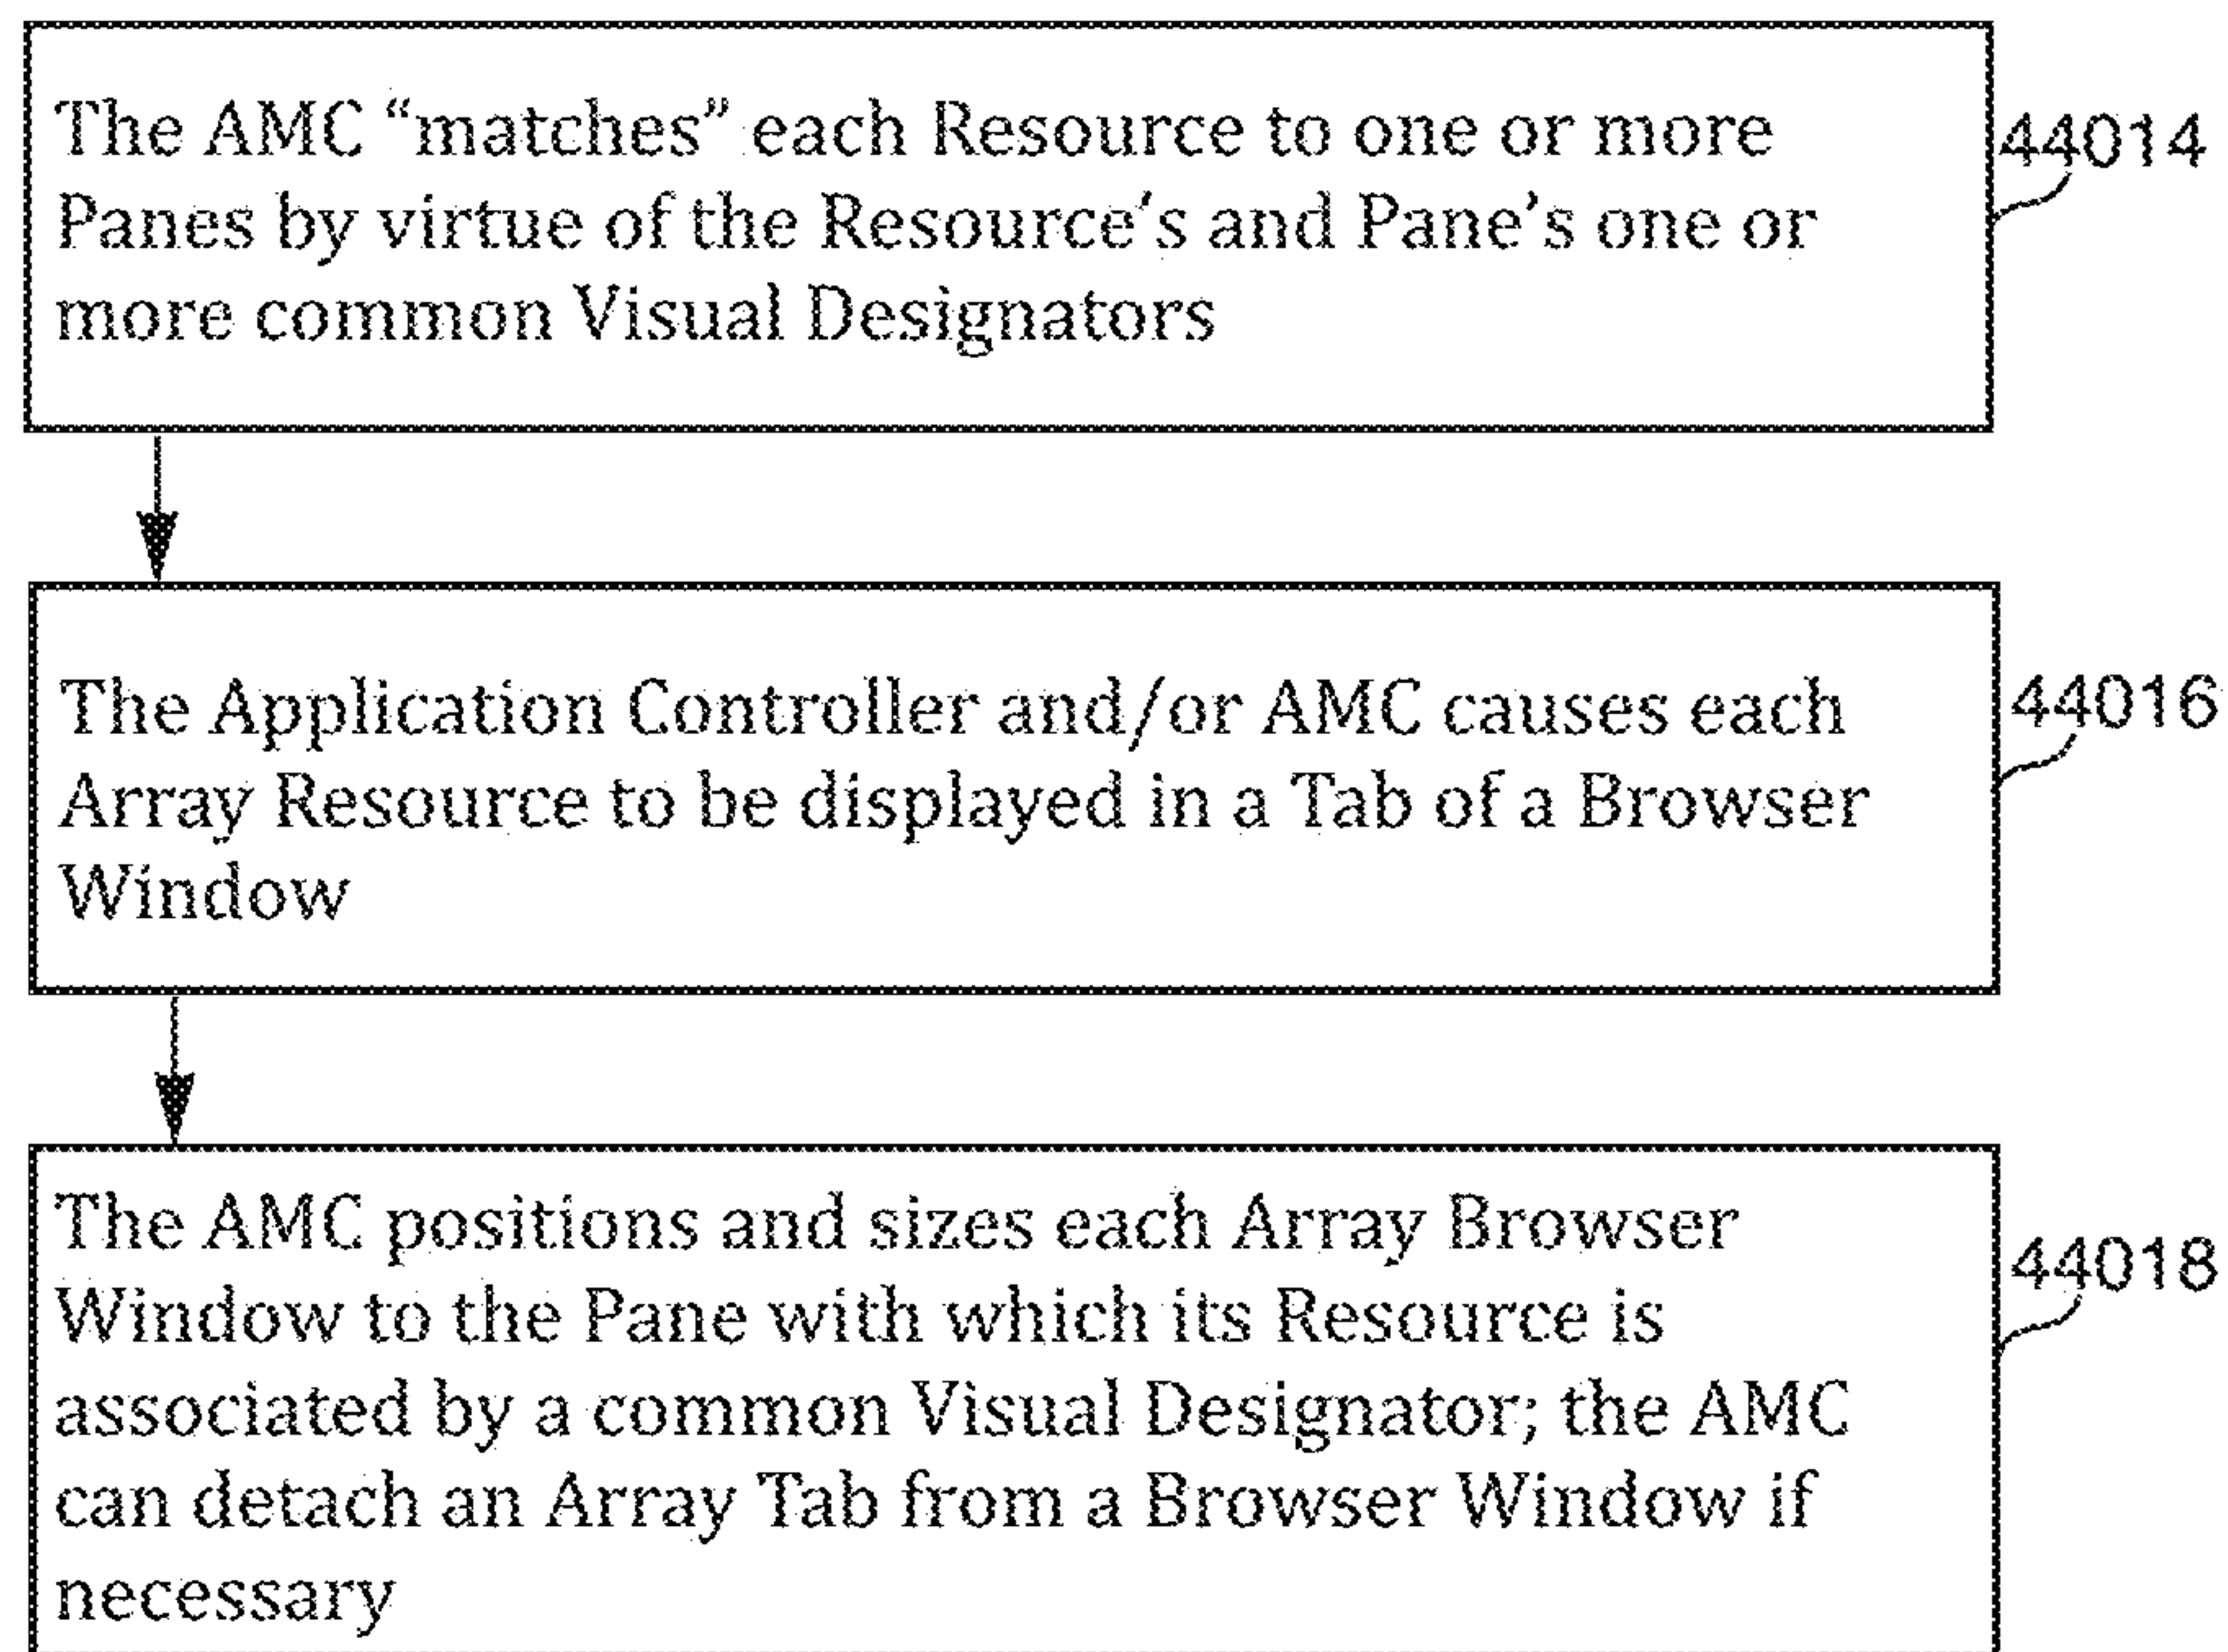 The AMC “matches” each Resource to one or more
Panes by virtue of the Resource’s and Pane’s one or
more common Visual Designators
44014
The Application Controller and/or AMC causes each
Array Resource to be displayed in a Tab of a Browser
Window
44016
The AMC positions and sizes each Array Browser
Window to the Pane with which its Resource is
associated by a common Visual Designator; the AMC
can detach an Array Tab from a Browser Window if
necessary
44018